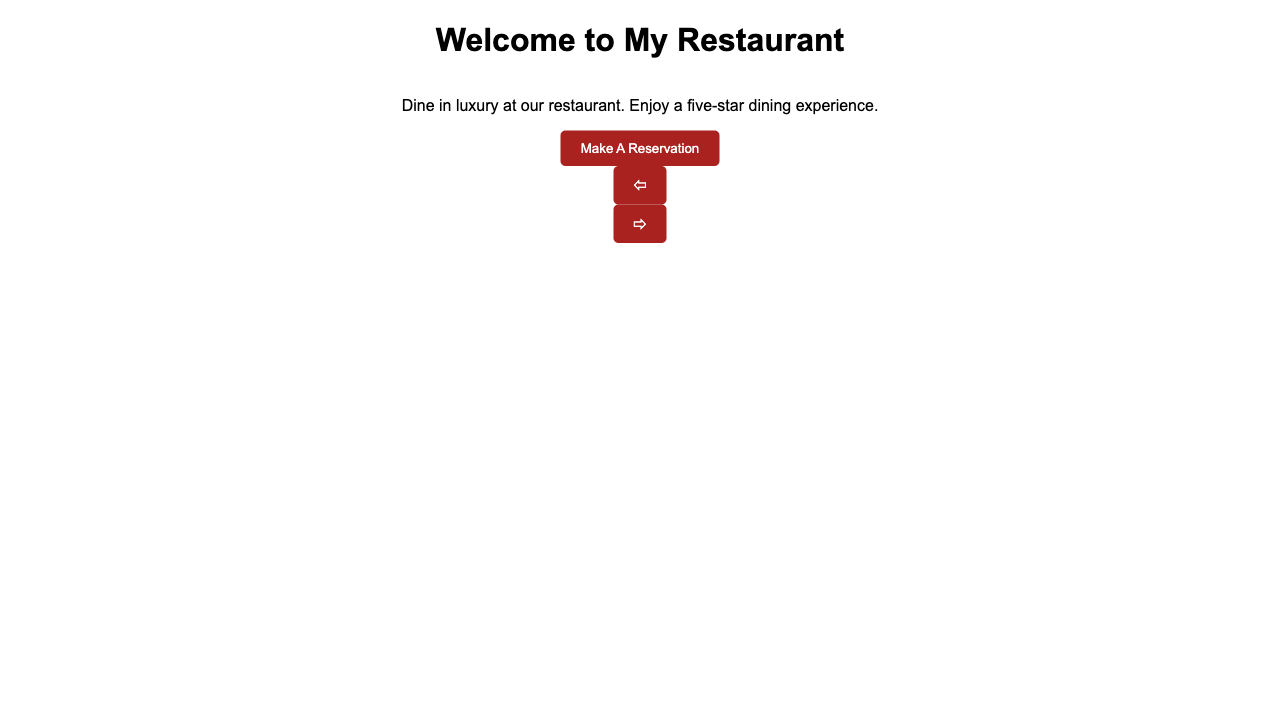 Welcome to My Restaurant
Dine in luxury at our restaurant. Enjoy a five-star dining experience.
Make A Reservation
⇦
⇨